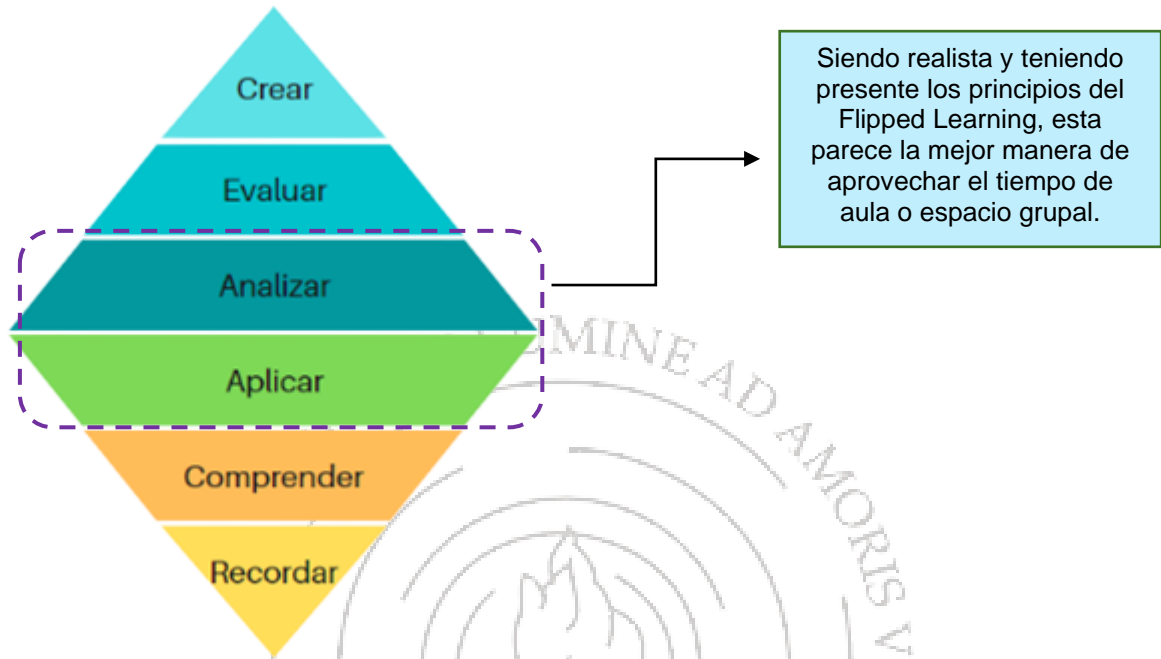 Crear
Evaluar
Analizar
Aplicar
Comprender
Recordar
Siendo realista y teniendo
presente los principios del
Flipped Learning, esta
parece la mejor manera de
aprovechar el tiempo de
aula o espacio grupal.
AD AMORIS